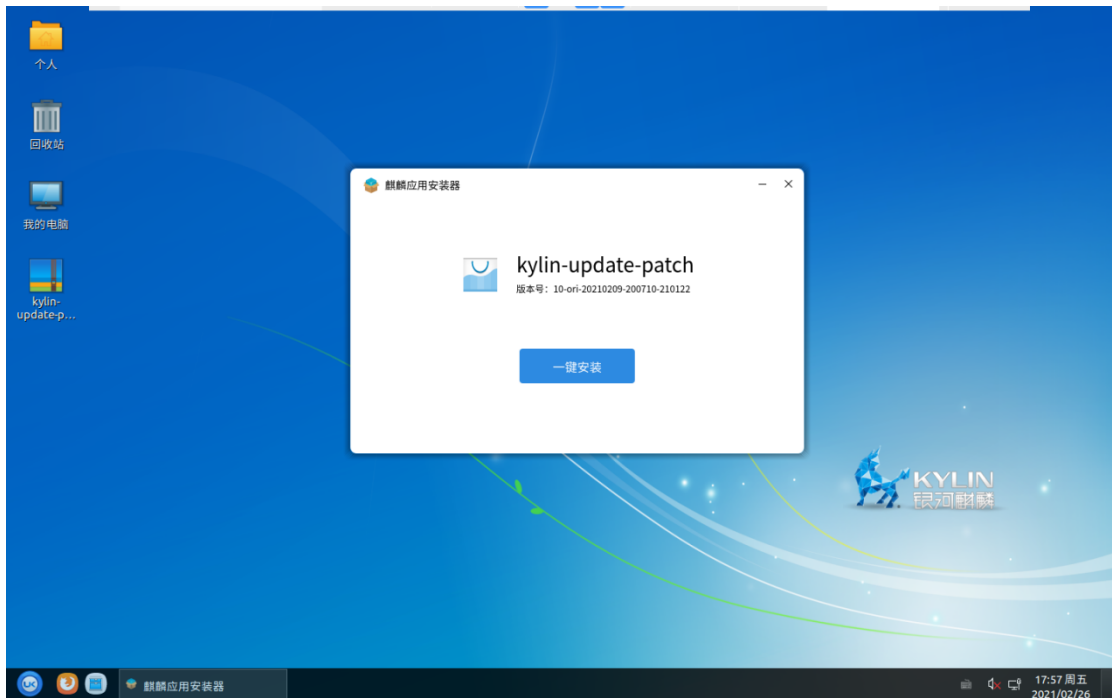 个人
回收站
我的电脑
kylin-
update-p...
麒麟应用安装器
kylin-update-patch
版本号：10-ori-20210209-200710-210122
一键安装
KYLIN
银河麒麟
麒麟应用安装器
17:57 周五
2021/02/26